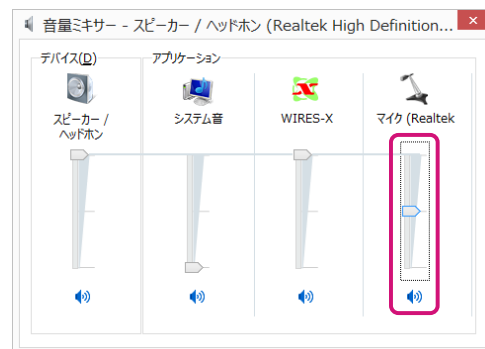 音量ミキサー - スピーカー / ヘッドホン (Realtek High Definition...
デバイス(D)
アプリケーション
スピーカー /
ヘッドホン
システム音
WIRES-X
マイク (Realtek